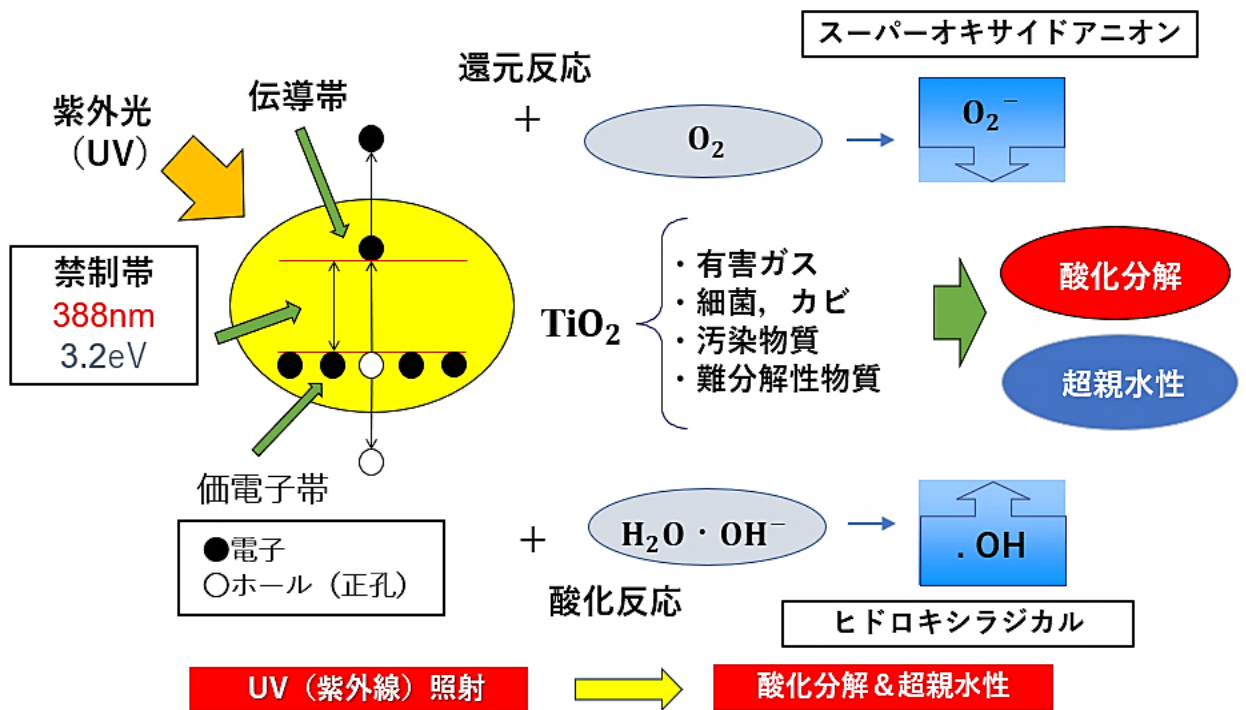 スーパーオキサイドアニオン
還元反応
伝導帯
紫外光
（UV）
+
O₂
O₂⁻
禁制帯
388nm
3.2eV
TiO₂
・有害ガス
・細菌，カビ
・汚染物質
・難分解性物質
酸化分解
超親水性
価電子帯
●電子
○ホール（正孔）
+
H₂O・OH⁻
. OH
酸化反応
ヒドロキシラジカル
UV（紫外線）照射
酸化分解＆超親水性